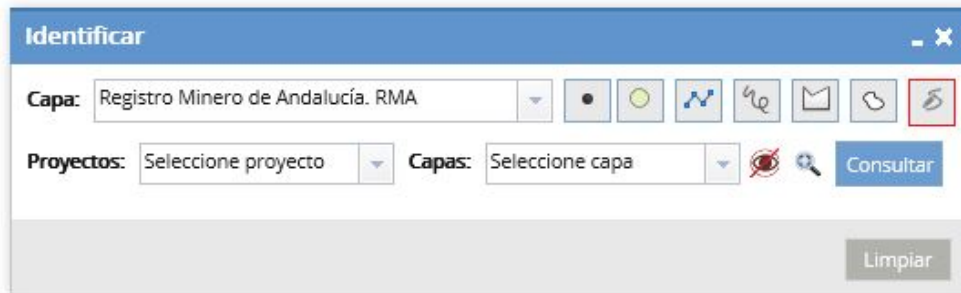 Identificar
Capa: Registro Minero de Andalucía. RMA
Proyectos: Seleccione proyecto Capas: Seleccione capa Consultar
Limpiar